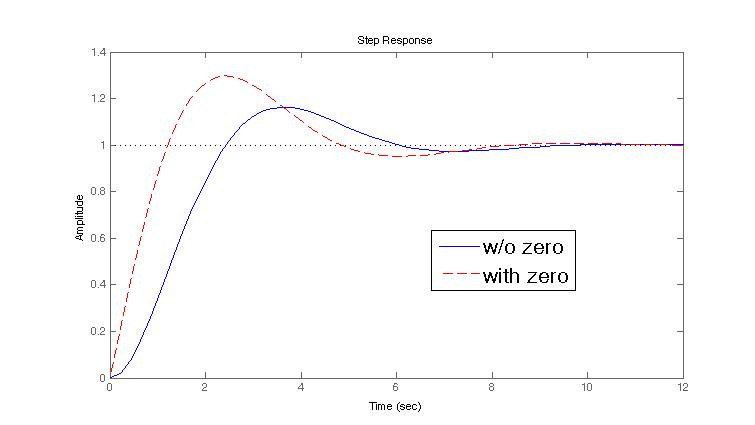 Step Response
1.4
1.2
1
0.8
0.6
0.4
0.2
0
Amplitude
w/o zero
with zero
0 2 4 6 8 10 12
Time (sec)